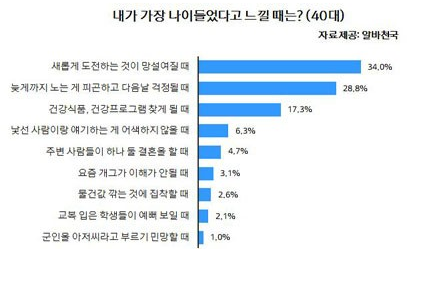 내가 가장 나이들었다고 느낄 때는? (40대)
자료 제공: 알바천국
새롭게 도전하는 것이 망설여질 때 34,0%
늦게까지 노는 게 피곤하고 다음날 걱정될 때 28,8%
건강식품, 건강프로그램 찾게 될 때 17,3%
낯선 사람이랑 얘기하는 게 어색하지 않을 때 6,3%
주변 사람들이 하나 둘 결혼을 할 때 4,7%
요즘 개그가 이해가 안될 때 3,1%
물건값 깎는 것에 집착할 때 2,6%
교복 입은 학생들이 예뻐 보일 때 2,1%
군인을 아저씨라고 부르기 민망할 때 1,0%